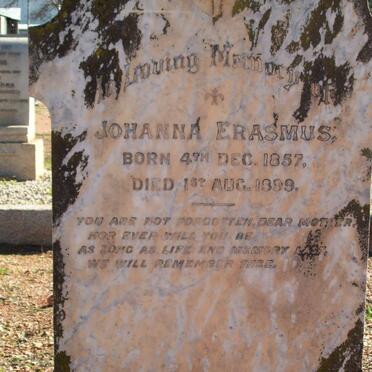 In Loving Memory
of
JOHANNA ERASMUS,
BORN 4TH DEC. 1857,
DIED 1ST AUG. 1899.
YOU ARE NOT FORGOTTEN, DEAR MOTHER,
NOR EVER WILL YOU BE
AS LONG AS LIFE AND MEMORY LAST
WE WILL REMEMBER THEE.